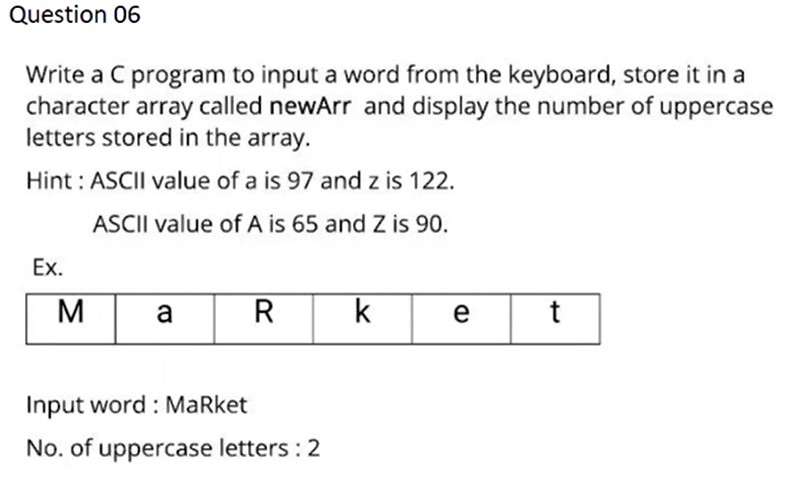 Question 06
Write a C program to input a word from the keyboard, store it in a
character array called newArr and display the number of uppercase
letters stored in the array.
Hint : ASCII value of a is 97 and z is 122.
ASCII value of A is 65 and Z is 90.
Ex.
M a R k e t
Input word : MaRket
No. of uppercase letters : 2